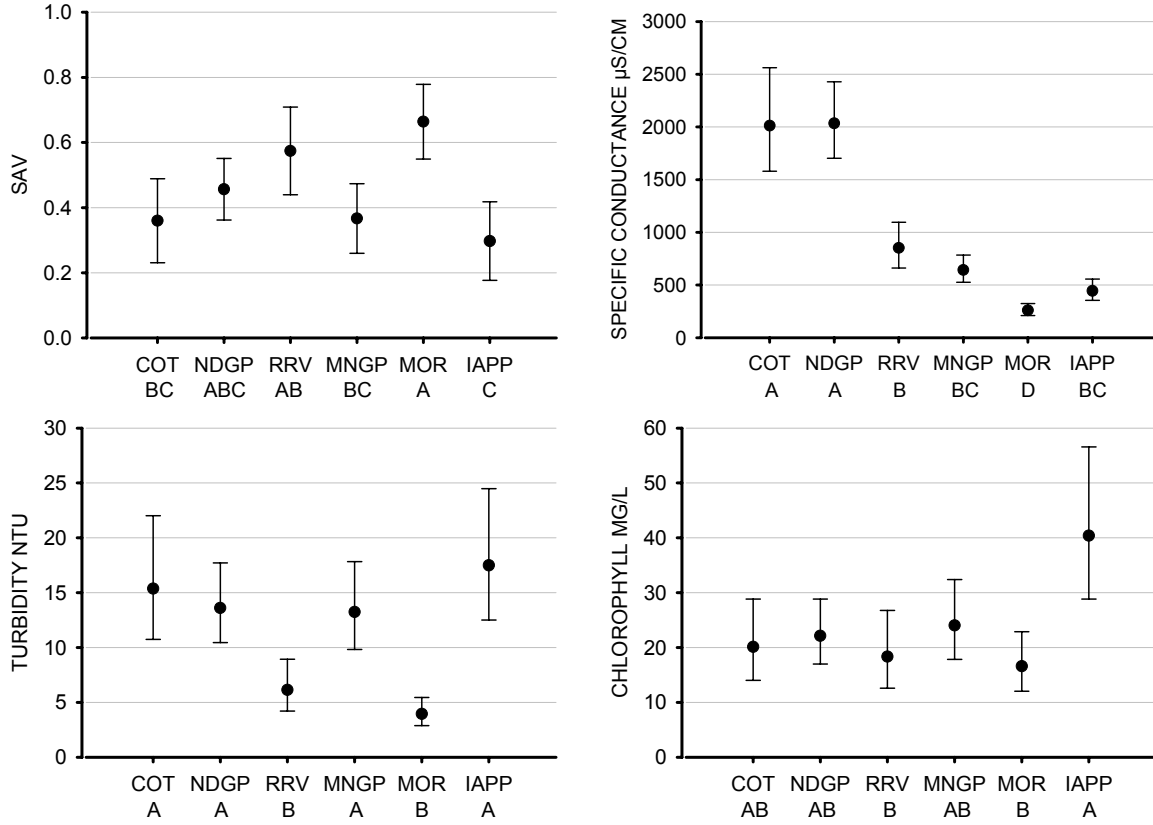 SAV
1.0
0.8
0.6
0.4
0.2
0.0
COT NDGP RRV MNGP MOR IAPP
BC ABC AB BC A C
SPECIFIC CONDUCTANCE µS/CM
3000
2500
2000
1500
1000
500
0
COT NDGP RRV MNGP MOR IAPP
A A B BC D BC
TURBIDITY NTU
30
25
20
15
10
5
0
COT NDGP RRV MNGP MOR IAPP
A A B A B A
CHLOROPHYLL MG/L
60
50
40
30
20
10
0
COT NDGP RRV MNGP MOR IAPP
AB AB B AB B A